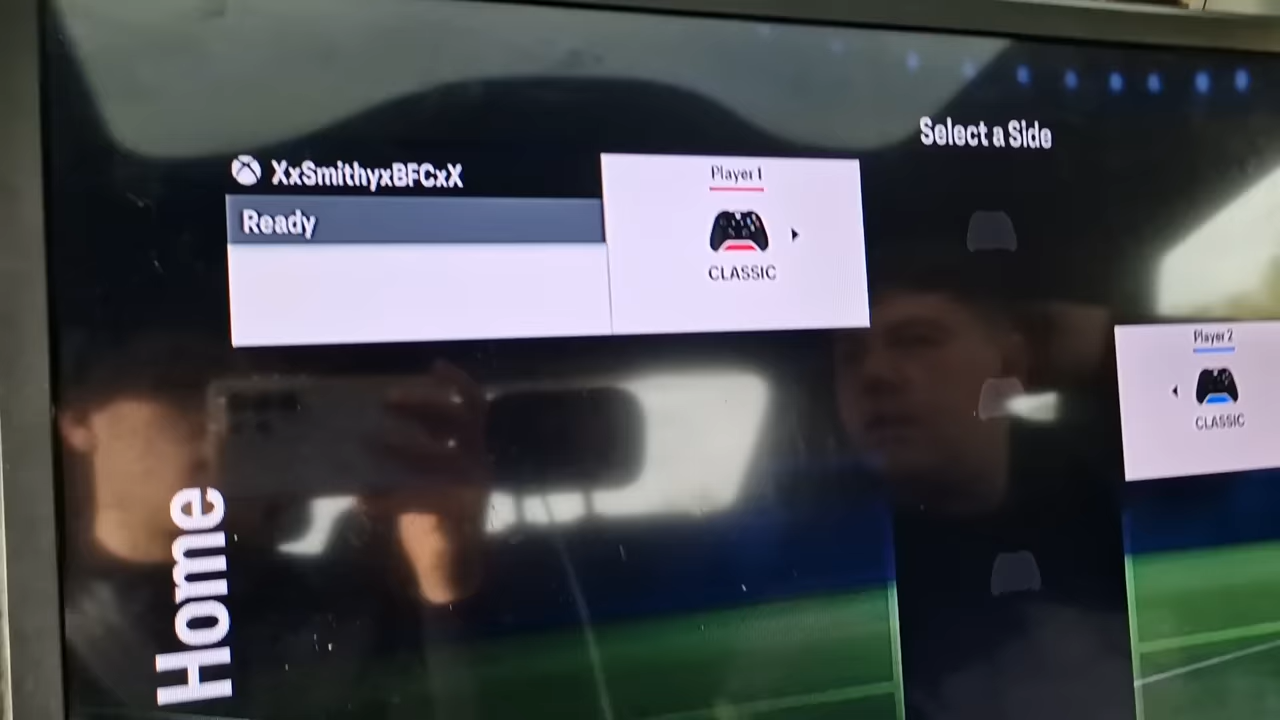 Select a Side
XxSmithyxBFCxX
Ready
Player 1
CLASSIC
Player 2
CLASSIC
Home